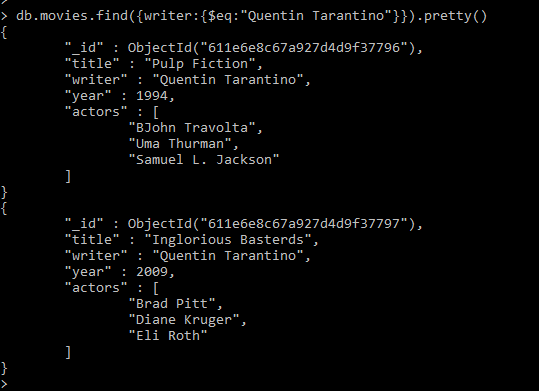 >
> db.movies.find({writer:{$eq:"Quentin Tarantino"}}).pretty()
{
        "_id" : ObjectId("611e6e8c67a927d4d9f37796"),
        "title" : "Pulp Fiction",
        "writer" : "Quentin Tarantino",
        "year" : 1994,
        "actors" : [
                "BJohn Travolta",
                "Uma Thurman",
                "Samuel L. Jackson"
        ]
}
{
        "_id" : ObjectId("611e6e8c67a927d4d9f37797"),
        "title" : "Inglorious Basterds",
        "writer" : "Quentin Tarantino",
        "year" : 2009,
        "actors" : [
                "Brad Pitt",
                "Diane Kruger",
                "Eli Roth"
        ]
}
>